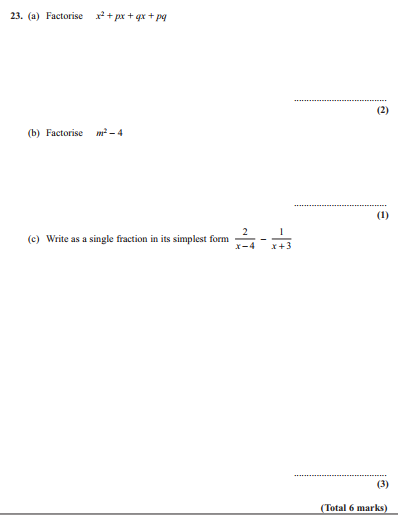 23. (a) Factorise x² + px + qx + pq
.......................................
(2)
(b) Factorise m² – 4
.......................................
(1)
(c) Write as a single fraction in its simplest form 2/(x – 4) – 1/(x + 3)
.......................................
(3)
(Total 6 marks)